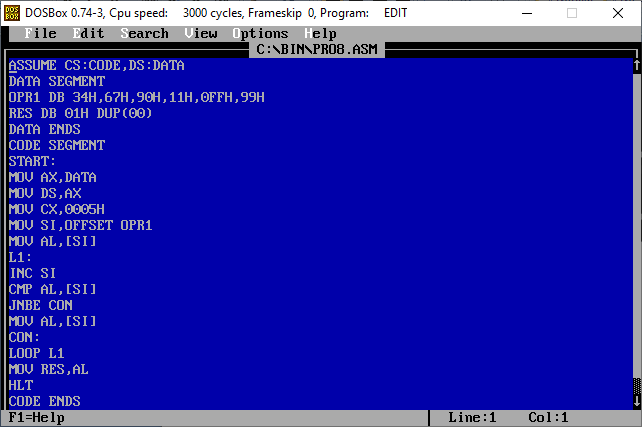 DOSBox 0.74-3, Cpu speed: 3000 cycles, Frameskip 0, Program: EDIT
File Edit Search View Options Help
C:\BIN\PRO8.ASM
ASSUME CS:CODE,DS:DATA
DATA SEGMENT
OPR1 DB 34H,67H,90H,11H,0FFH,99H
RES DB 01H DUP(00)
DATA ENDS
CODE SEGMENT
START:
MOV AX,DATA
MOV DS,AX
MOV CX,0005H
MOV SI,OFFSET OPR1
MOV AL,[SI]
L1:
INC SI
CMP AL,[SI]
JNBE CON
MOV AL,[SI]
CON:
LOOP L1
MOV RES,AL
HLT
CODE ENDS
F1=Help Line:1 Col:1